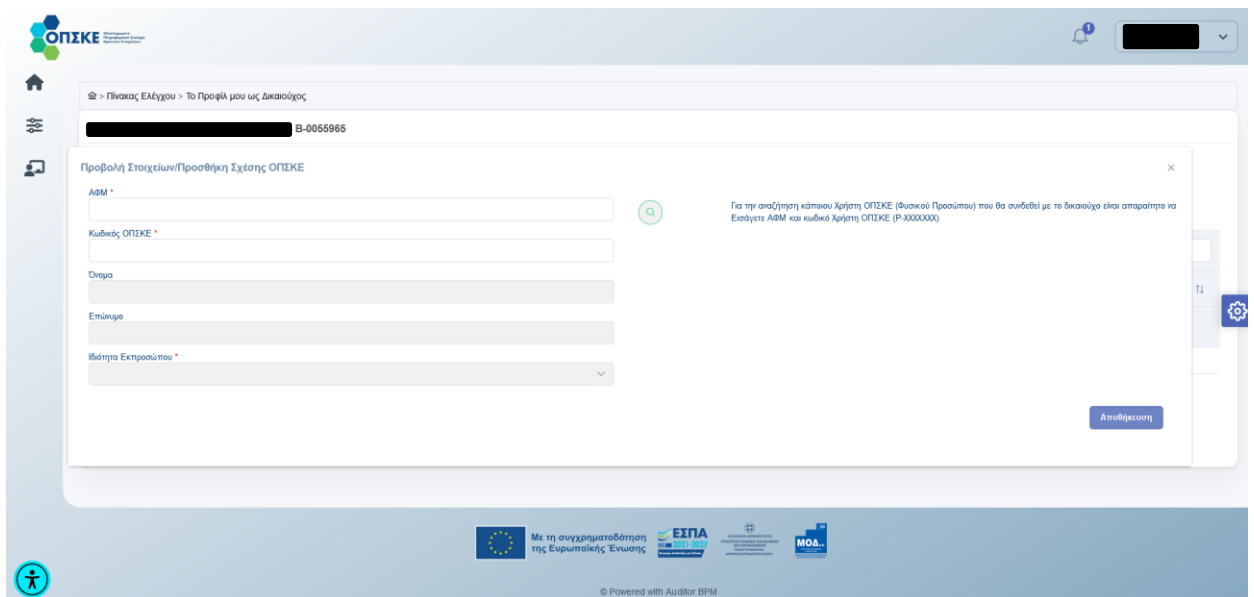 ΟΠΣΚΕ
1
> Πίνακας Ελέγχου > Το Προφίλ μου ως Δικαιούχος
B-0055965
Προβολή Στοιχείων/Προσθήκη Σχέσης ΟΠΣΚΕ
ΑΦΜ *
Για την αναζήτηση κάποιου Χρήστη ΟΠΣΚΕ (Φυσικού Προσώπου) που θα συνδεθεί με το δικαιούχο είναι απαραίτητο να
Εισάγετε ΑΦΜ και κωδικό Χρήστη ΟΠΣΚΕ (P-XXXXXXX)
Κωδικός ΟΠΣΚΕ *
Όνομα
Επώνυμο
Ιδιότητα Εκπροσώπου *
Αποθήκευση
Με τη συγχρηματοδότηση
της Ευρωπαϊκής Ένωσης
ΕΣΠΑ
2021-2027
ΜΟΔ
© Powered with Auditor BPM